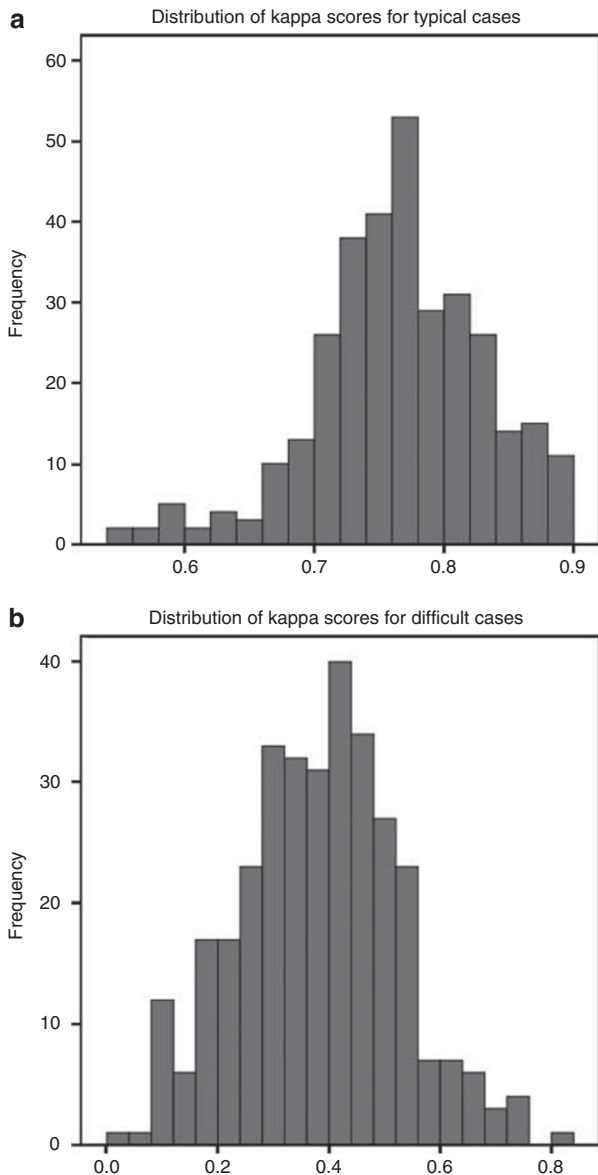 a
Distribution of kappa scores for typical cases
60
50
40
30
20
10
0
Frequency
0.6 0.7 0.8 0.9
b
Distribution of kappa scores for difficult cases
40
30
20
10
0
Frequency
0.0 0.2 0.4 0.6 0.8